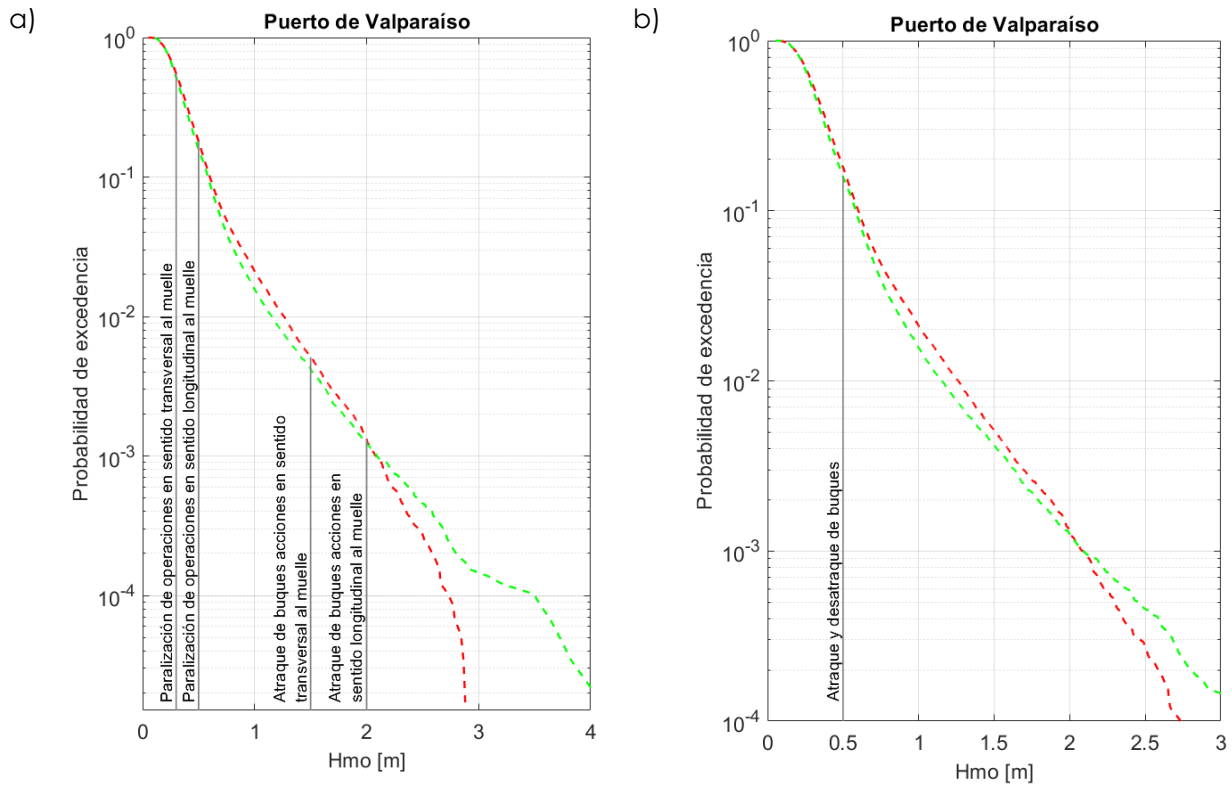 a)
Puerto de Valparaíso
Probabilidad de excedencia
10^0
10^-1
10^-2
10^-3
10^-4
Paralización de operaciones en sentido transversal al muelle
Paralización de operaciones en sentido longitudinal al muelle
Atraque de buques acciones en sentido
transversal al muelle
Atraque de buques acciones en
sentido longitudinal al muelle
0 1 2 3 4
Hmo [m]
b)
Puerto de Valparaíso
Probabilidad de excedencia
10^0
10^-1
10^-2
10^-3
10^-4
Atraque y desatraque de buques
0 0.5 1 1.5 2 2.5 3
Hmo [m]